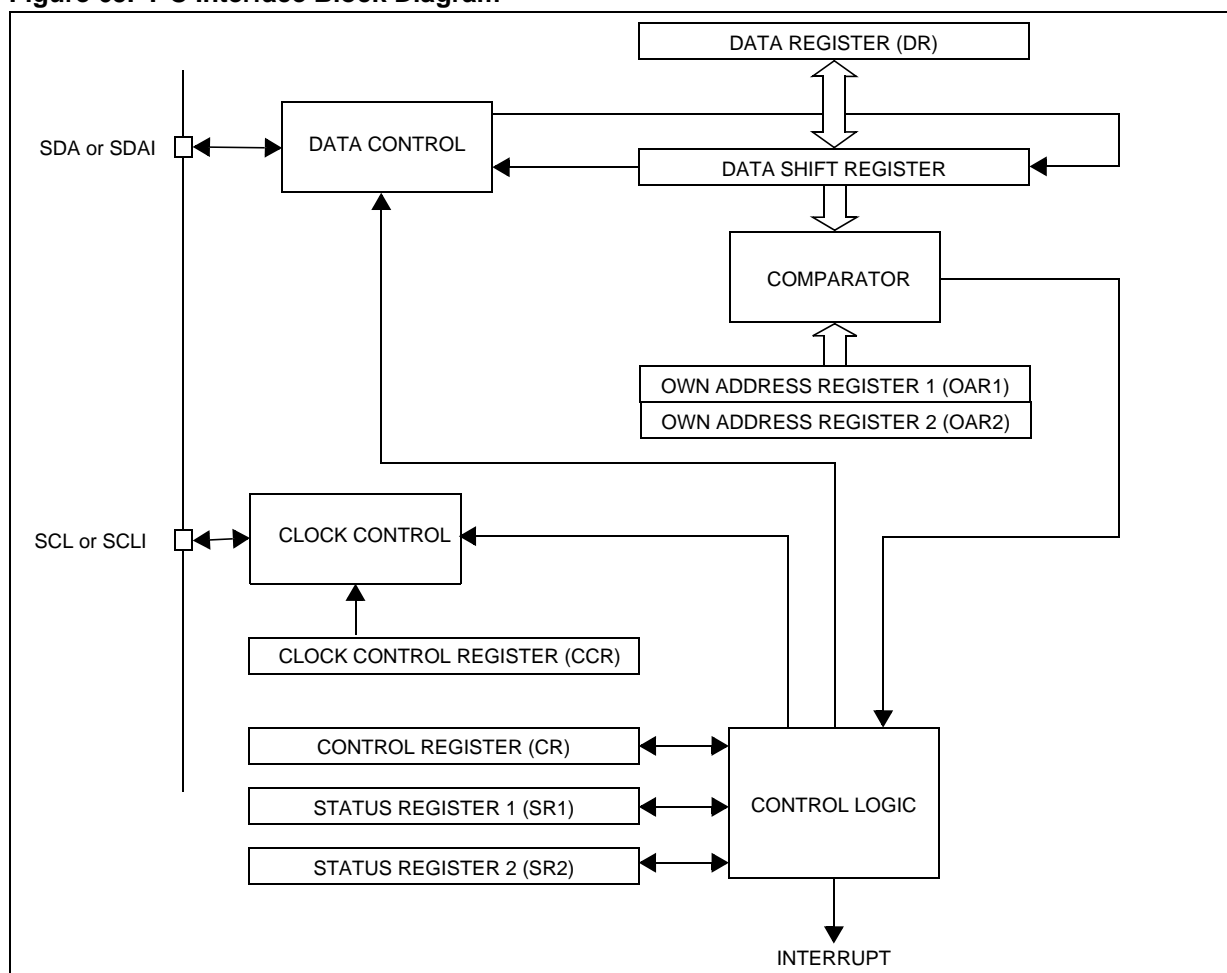 DATA REGISTER (DR)
SDA or SDAI
DATA CONTROL
DATA SHIFT REGISTER
COMPARATOR
OWN ADDRESS REGISTER 1 (OAR1)
OWN ADDRESS REGISTER 2 (OAR2)
SCL or SCLI
CLOCK CONTROL
CLOCK CONTROL REGISTER (CCR)
CONTROL REGISTER (CR)
STATUS REGISTER 1 (SR1)
CONTROL LOGIC
STATUS REGISTER 2 (SR2)
INTERRUPT